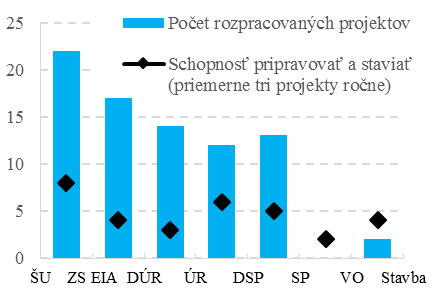 25
20
15
10
5
0
Počet rozpracovaných projektov
Schopnosť pripravovať a staviať
(priemerne tri projekty ročne)
ŠU ZS EIA DÚR ÚR DSP SP VO Stavba